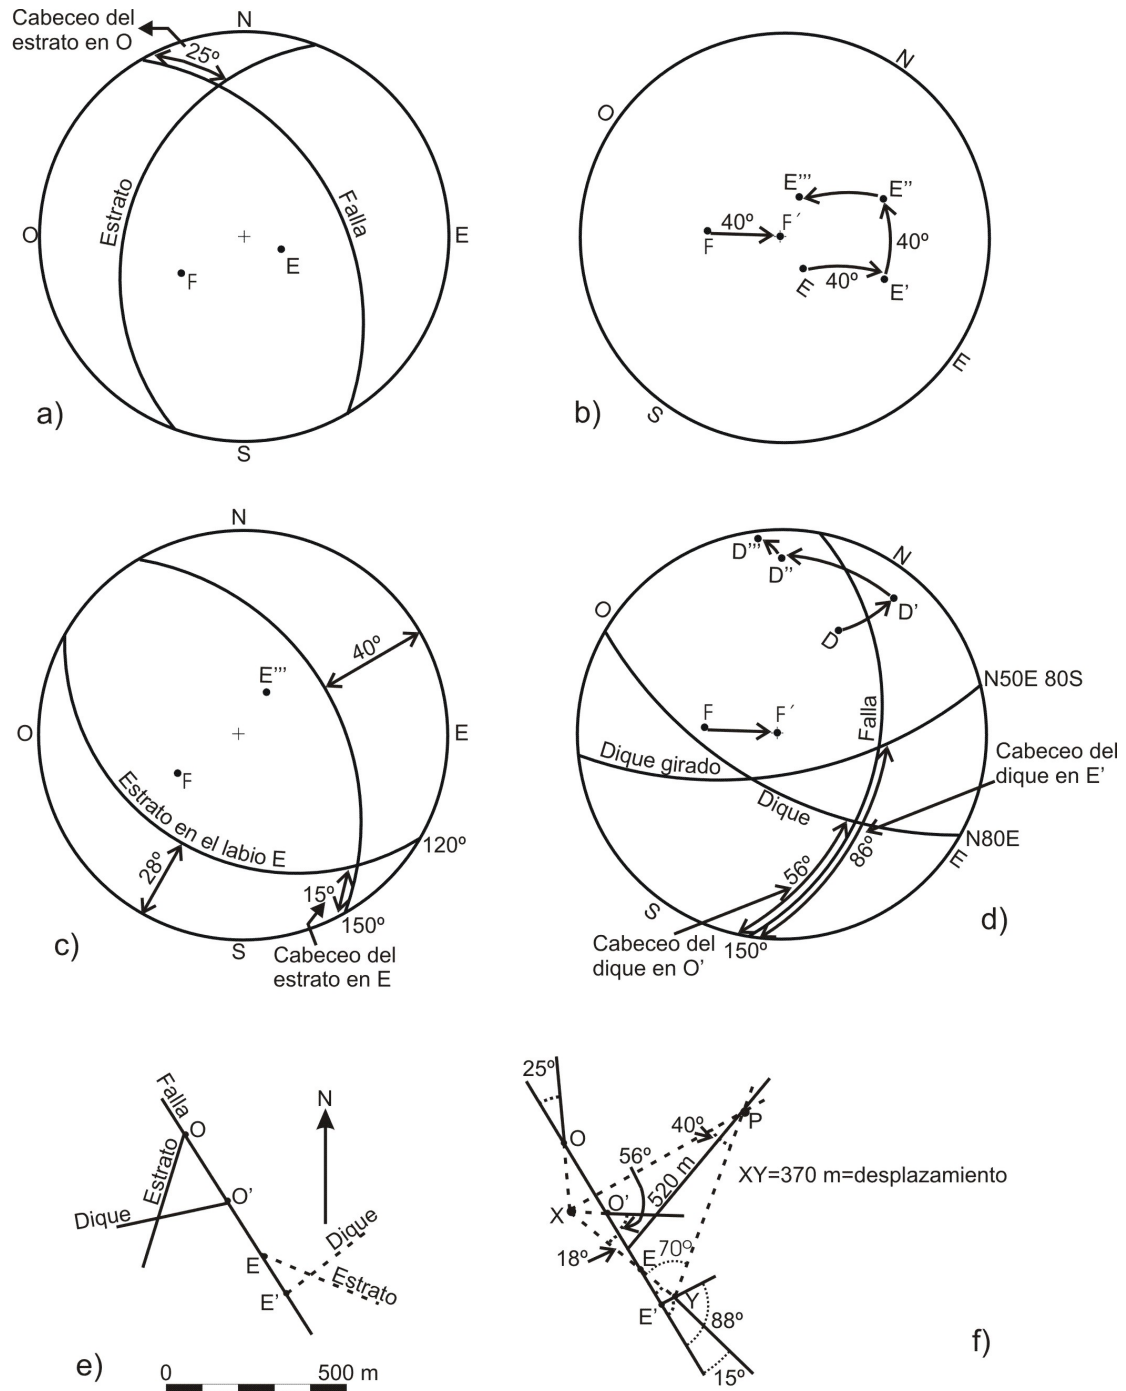 Cabeceo del
estrato en O
N
25º
Estrato
Falla
O
E
F
E
S
a)
N
O
E’’’
E’’
40º
F´
F
40º
E
40º
E’
E
S
b)
N
40º
E’’’
O
E
F
Estrato en el labio E
120º
28º
15º
150º
S
Cabeceo del
estrato en E
c)
D’’’
D’’
N
O
D’
D
N50E 80S
F
F´
Falla
Dique girado
Cabeceo del
dique en E’
Dique
N80E
E
56º
86º
S
Cabeceo del
dique en O’
150º
d)
Falla
N
O
Estrato
O’
Dique
Dique
E
Estrato
E’
e)
0 500 m
25º
O
40º
P
56º
520 m
XY=370 m=desplazamiento
X
O’
18º
E
70º
E’
Y
88º
15º
f)